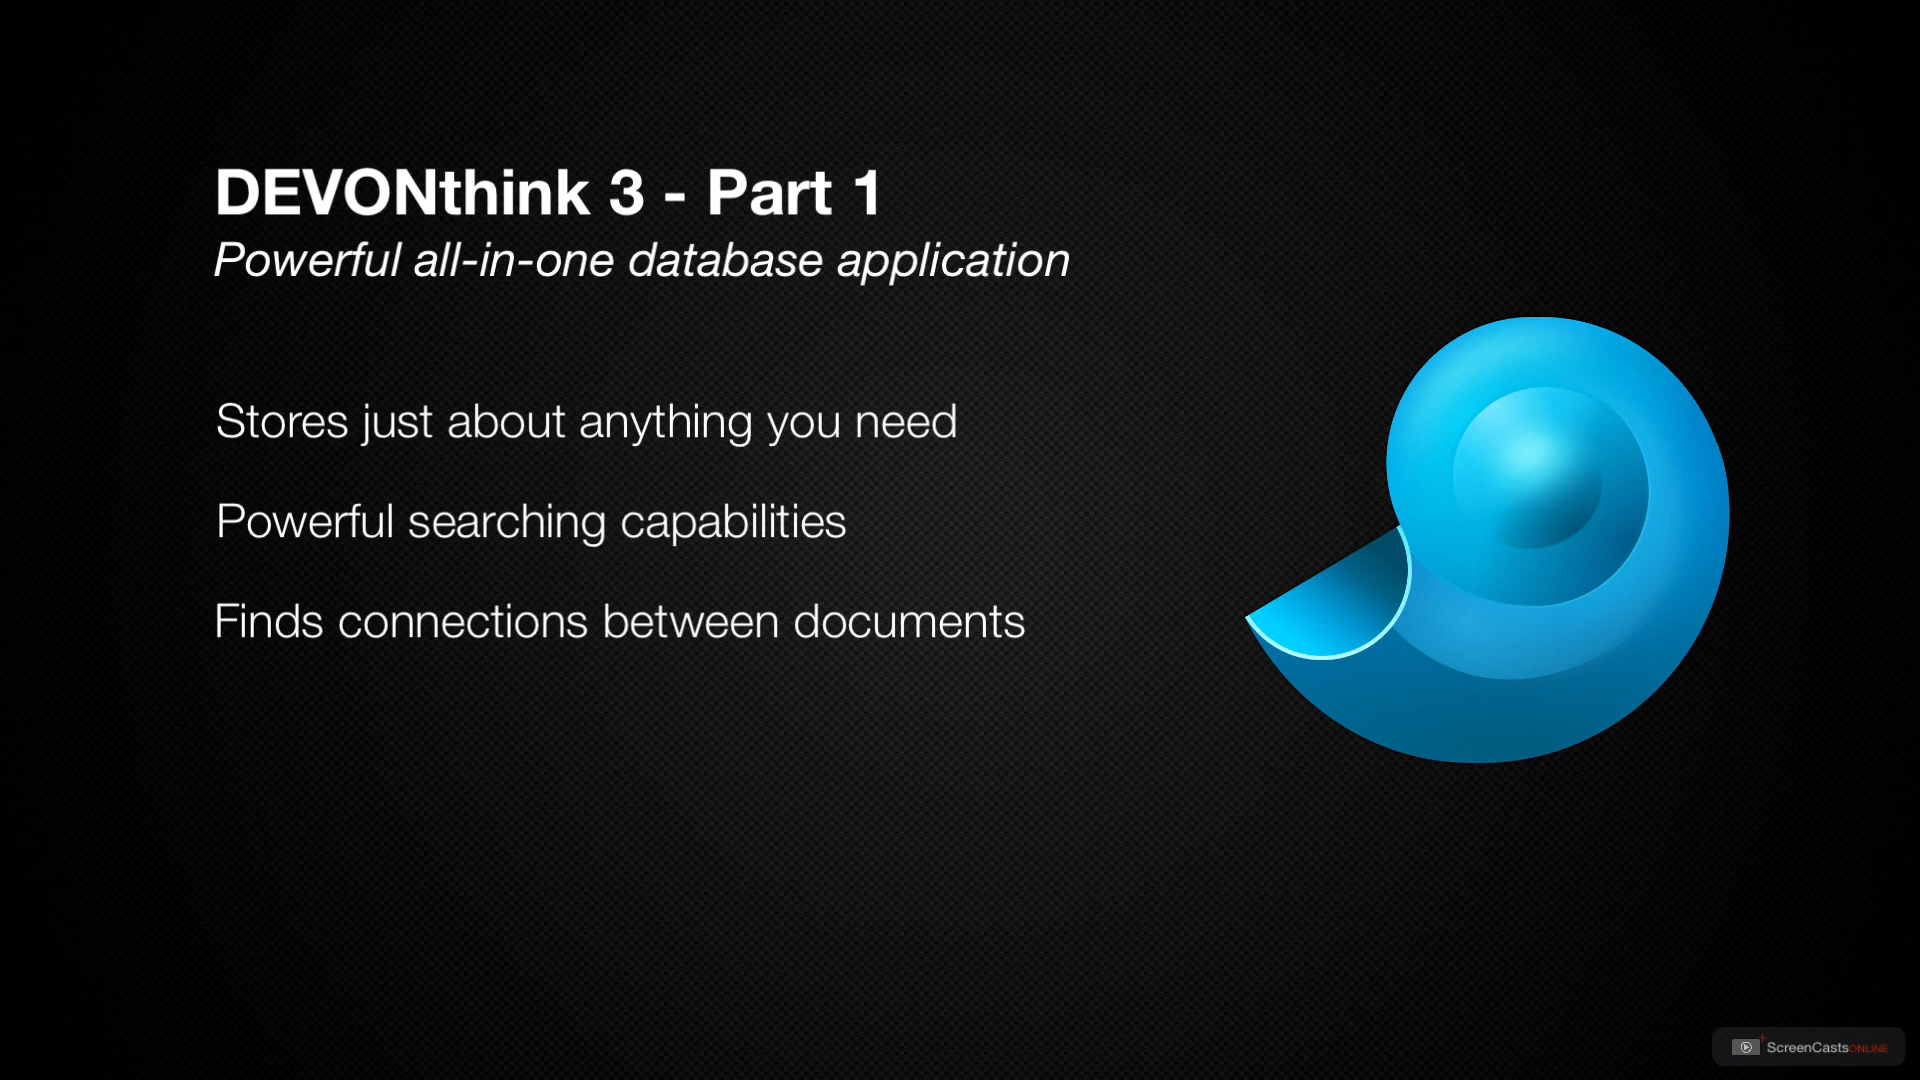 DEVONthink 3 - Part 1
Powerful all-in-one database application
Stores just about anything you need
Powerful searching capabilities
Finds connections between documents
ScreenCastsONLINE